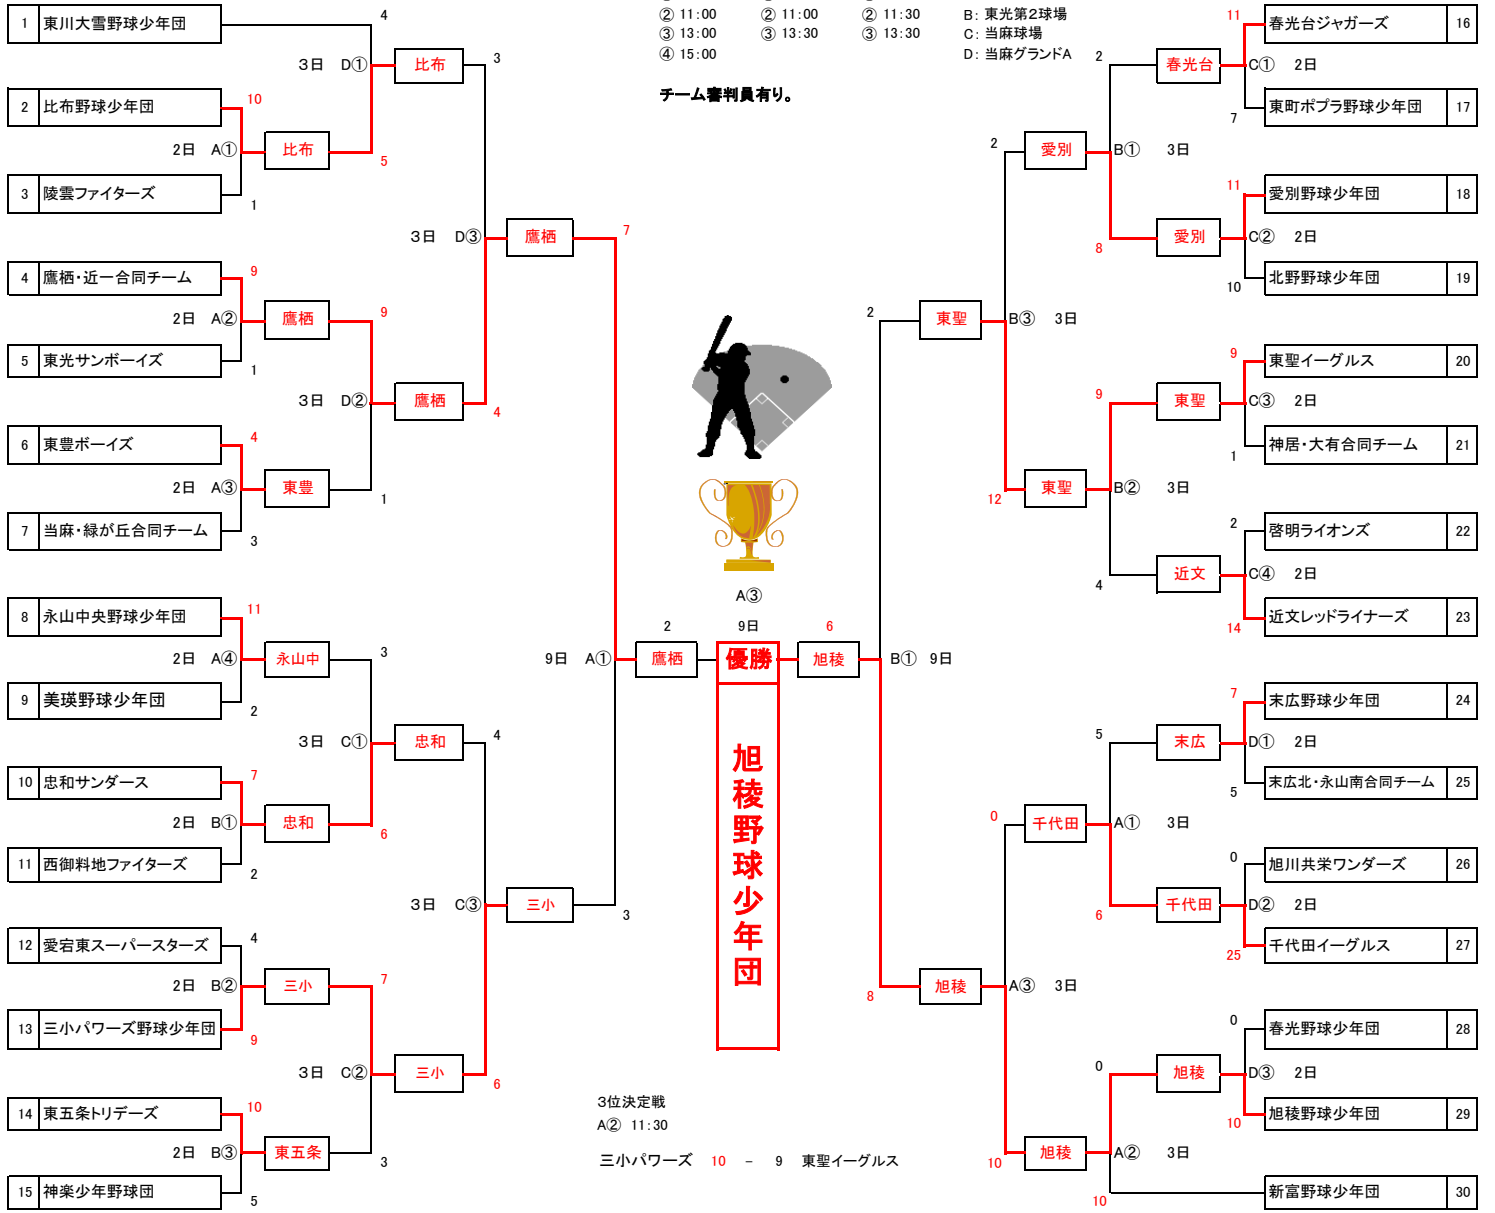 ② 11:00 ② 11:00 ② 11:30 B: 東光第2球場
③ 13:00 ③ 13:30 ③ 13:30 C: 当麻球場
④ 15:00 D: 当麻グランドA
チーム審判員有り。
1 東川大雪野球少年団 4
3日 D① 比布 3
2 比布野球少年団 10
2日 A① 比布 5
3 陵雲ファイターズ 1
3日 D③ 鷹栖 7
4 鷹栖・近一合同チーム 9
2日 A② 鷹栖 9
5 東光サンボーイズ 1
3日 D② 鷹栖 4
6 東豊ボーイズ 4
2日 A③ 東豊 1
7 当麻・緑が丘合同チーム 3
8 永山中央野球少年団 11
2日 A④ 永山中 3
9 美瑛野球少年団 2
3日 C① 忠和 4
10 忠和サンダース 7
2日 B① 忠和 6
11 西御料地ファイターズ 2
3日 C③ 三小 3
12 愛宕東スーパースターズ 4
2日 B② 三小 7
13 三小パワーズ野球少年団 9
3日 C② 三小 6
14 東五条トリデーズ 10
2日 B③ 東五条 3
15 神楽少年野球団 5
A③
2 9日 6
9日 A① 鷹栖 優勝 旭稜 B① 9日
旭稜野球少年団
3位決定戦
A② 11:30
三小パワーズ 10 － 9 東聖イーグルス
11 春光台ジャガーズ 16
2 春光台 C① 2日
7 東町ポプラ野球少年団 17
2 愛別 B① 3日
11 愛別野球少年団 18
8 愛別 C② 2日
10 北野野球少年団 19
2 東聖 B③ 3日
9 東聖イーグルス 20
9 東聖 C③ 2日
1 神居・大有合同チーム 21
12 東聖 B② 3日
2 啓明ライオンズ 22
4 近文 C④ 2日
14 近文レッドライナーズ 23
7 末広野球少年団 24
5 末広 D① 2日
5 末広北・永山南合同チーム 25
0 千代田 A① 3日
0 旭川共栄ワンダーズ 26
6 千代田 D② 2日
25 千代田イーグルス 27
8 旭稜 A③ 3日
0 春光野球少年団 28
0 旭稜 D③ 2日
10 旭稜野球少年団 29
10 旭稜 A② 3日
10 新富野球少年団 30